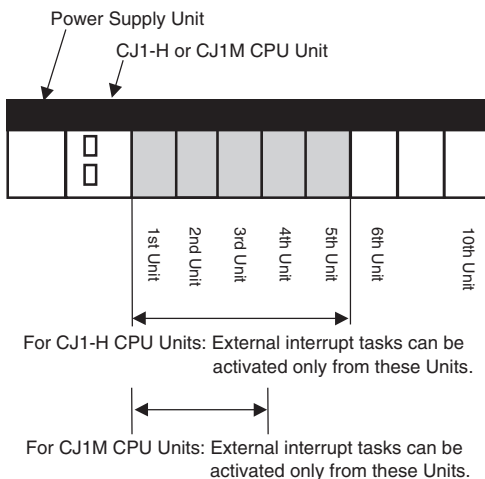 Power Supply Unit
CJ1-H or CJ1M CPU Unit
1st Unit
2nd Unit
3rd Unit
4th Unit
5th Unit
6th Unit
10th Unit
For CJ1-H CPU Units: External interrupt tasks can be
activated only from these Units.
For CJ1M CPU Units: External interrupt tasks can be
activated only from these Units.